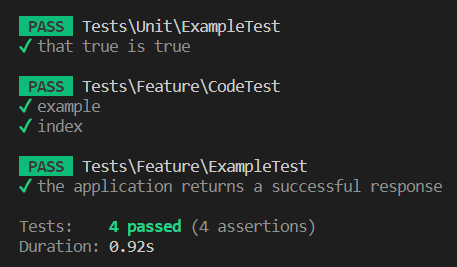 PASS Tests\Unit\ExampleTest
✓ that true is true
PASS Tests\Feature\CodeTest
✓ example
✓ index
PASS Tests\Feature\ExampleTest
✓ the application returns a successful response
Tests: 4 passed (4 assertions)
Duration: 0.92s